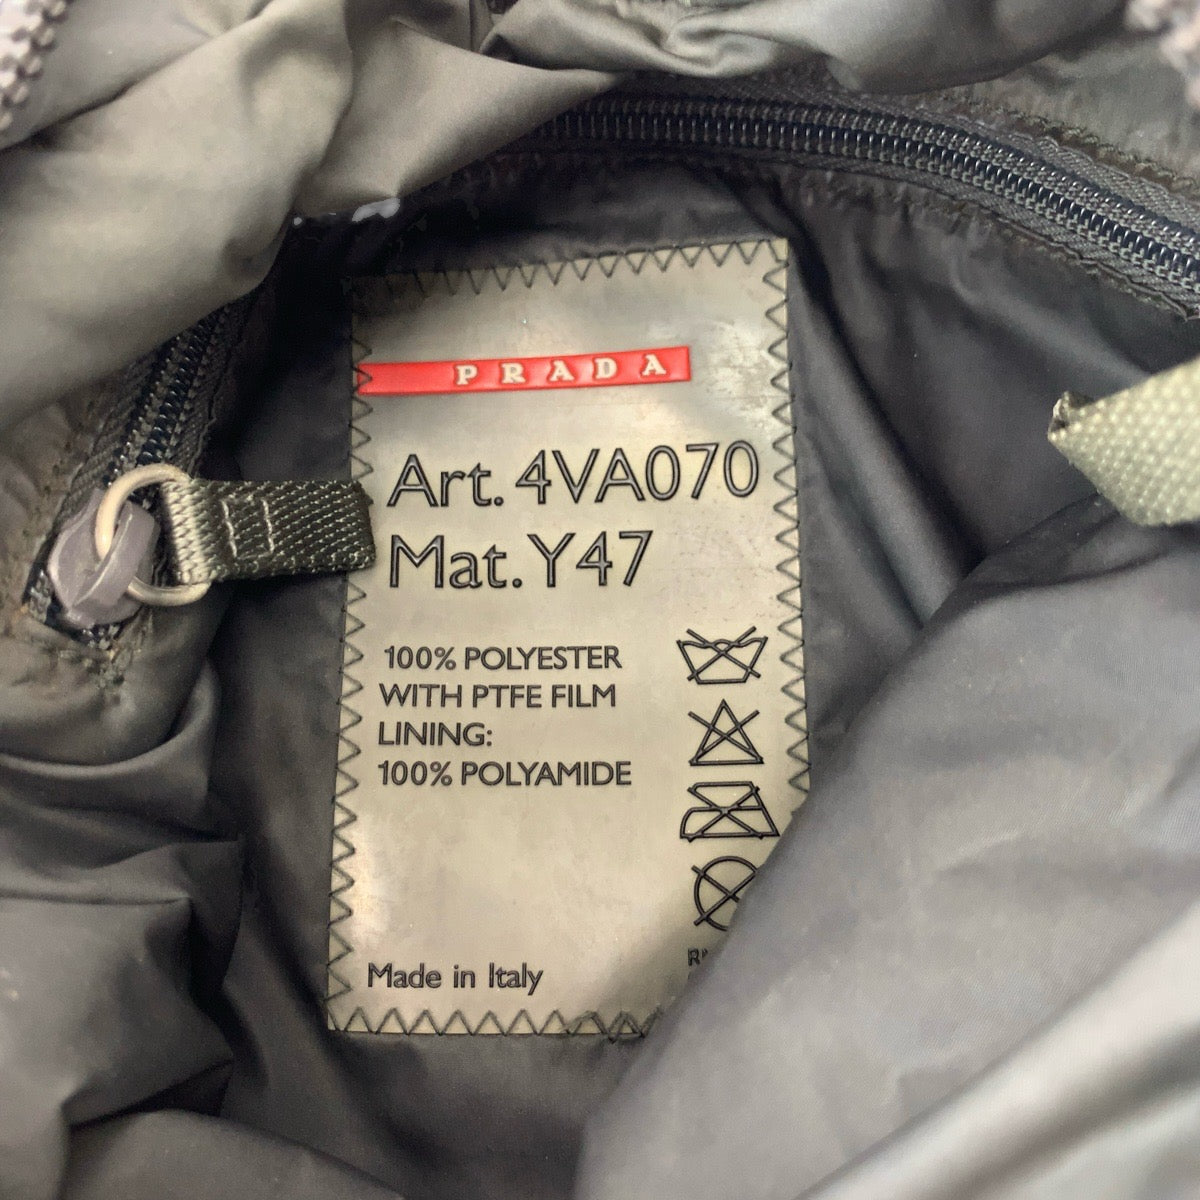 PRADA
Art. 4VA070
Mat. Y47
100% POLYESTER
WITH PTFE FILM
LINING:
100% POLYAMIDE
Made in Italy